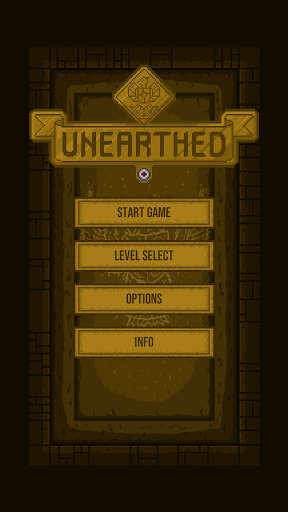 UNEARTHED
START GAME
LEVEL SELECT
OPTIONS
INFO